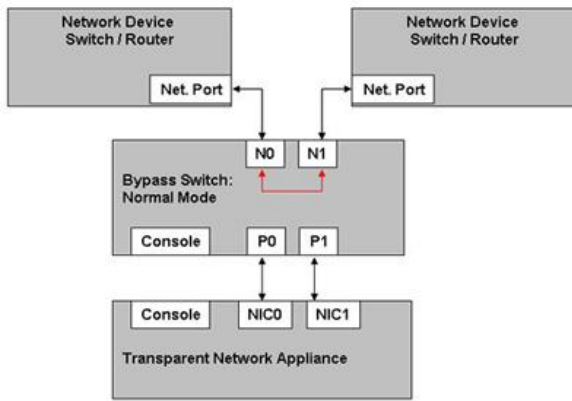 Network Device
Switch / Router
Net. Port
Network Device
Switch / Router
Net. Port
N0
N1
Bypass Switch:
Normal Mode
Console
P0
P1
Console
NIC0
NIC1
Transparent Network Appliance